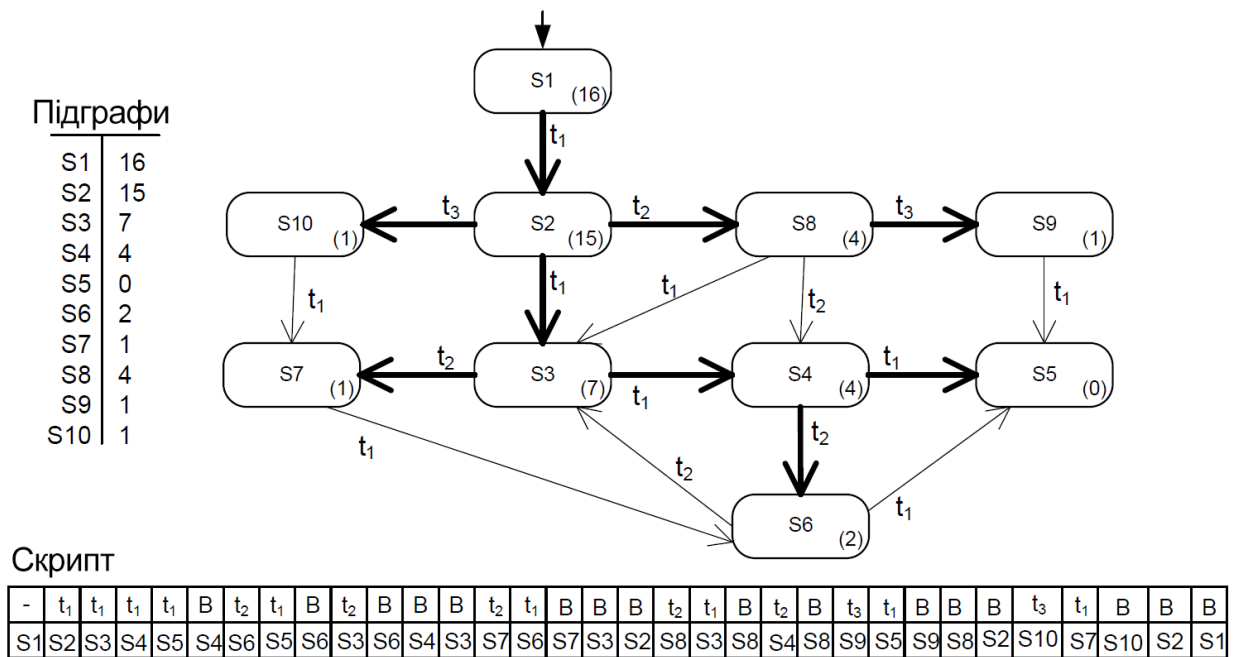 S1
(16)
Підграфи
t₁
S1 16
S2 15
S3 7
S4 4
S5 0
S6 2
S7 1
S8 4
S9 1
S10 1
S10
(1)
t₃
S2
(15)
t₂
S8
(4)
t₃
S9
(1)
t₁
t₁
t₁
t₂
t₁
S7
(1)
t₂
S3
(7)
t₁
S4
(4)
t₁
S5
(0)
t₁
t₂
t₂
t₁
S6
(2)
Скрипт
- t₁ t₁ t₁ t₁ B t₂ t₁ B t₂ B B B t₂ t₁ B B B t₂ t₁ B t₂ B t₃ t₁ B B B t₃ t₁ B B B
S1 S2 S3 S4 S5 S4 S6 S5 S6 S3 S6 S4 S3 S7 S6 S7 S3 S2 S8 S3 S8 S4 S8 S9 S5 S9 S8 S2 S10 S7 S10 S2 S1